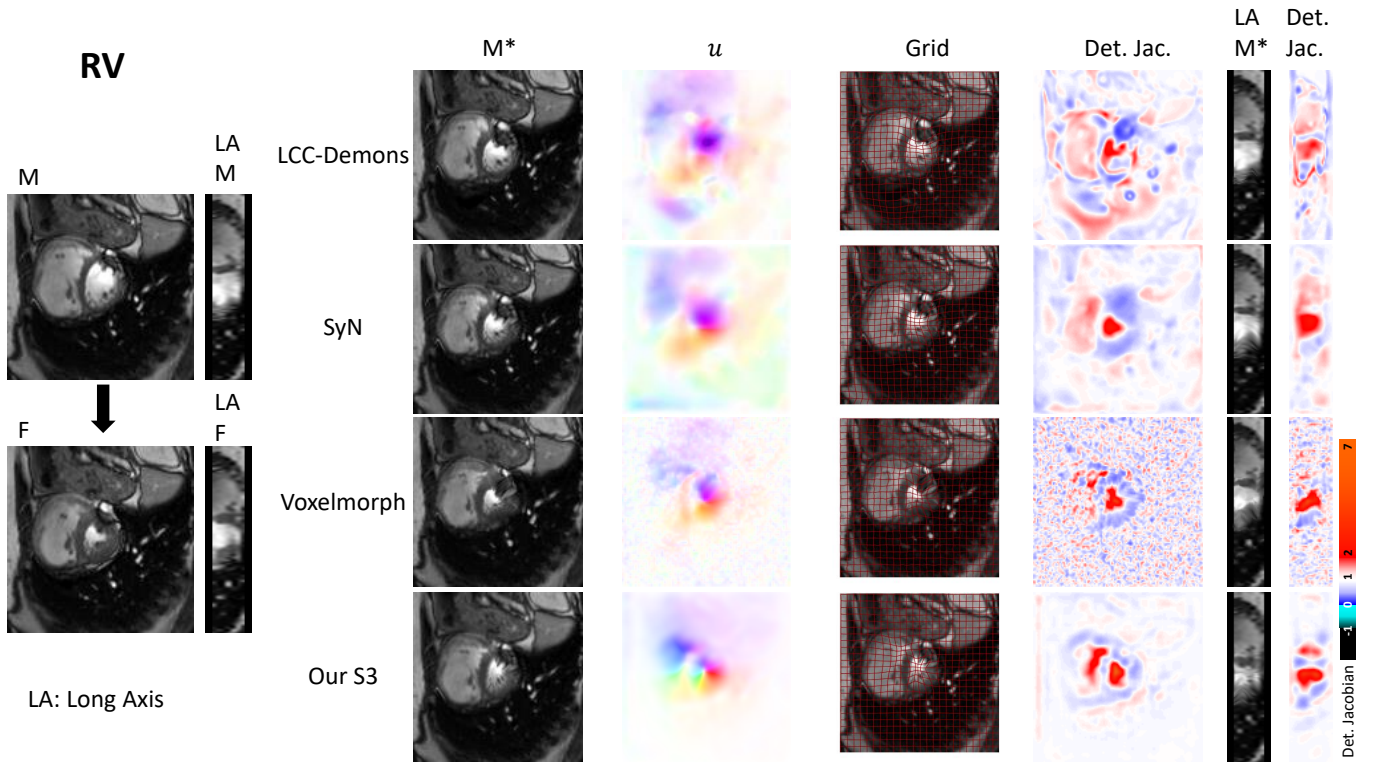 RV
M
LA
M
F
LA
F
LA: Long Axis
M*
u
Grid
Det. Jac.
LA
M*
Det.
Jac.
LCC-Demons
SyN
Voxelmorph
Our S3
7
2
1
0
-1
Det. Jacobian